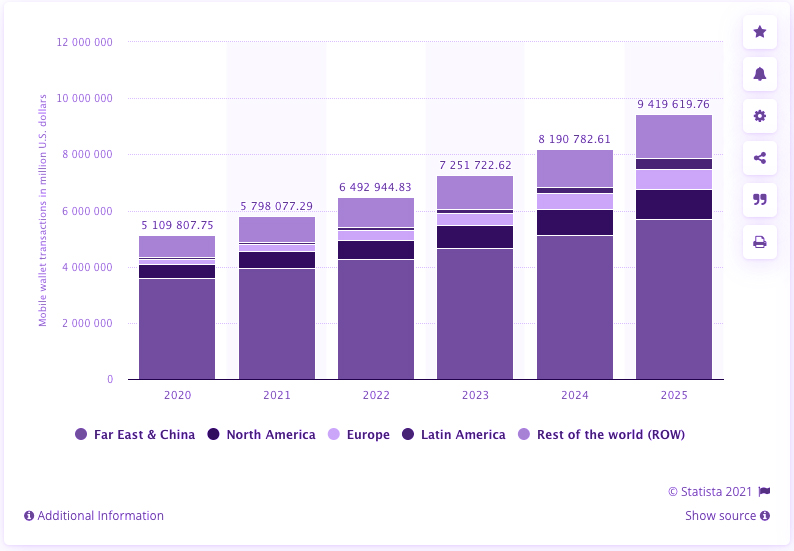 12 000 000
10 000 000
8 000 000
6 000 000
4 000 000
2 000 000
0
Mobile wallet transactions in million U.S. dollars
5 109 807.75
5 798 077.29
6 492 944.83
7 251 722.62
8 190 782.61
9 419 619.76
2020 2021 2022 2023 2024 2025
Far East & China North America Europe Latin America Rest of the world (ROW)
© Statista 2021
Additional Information Show source